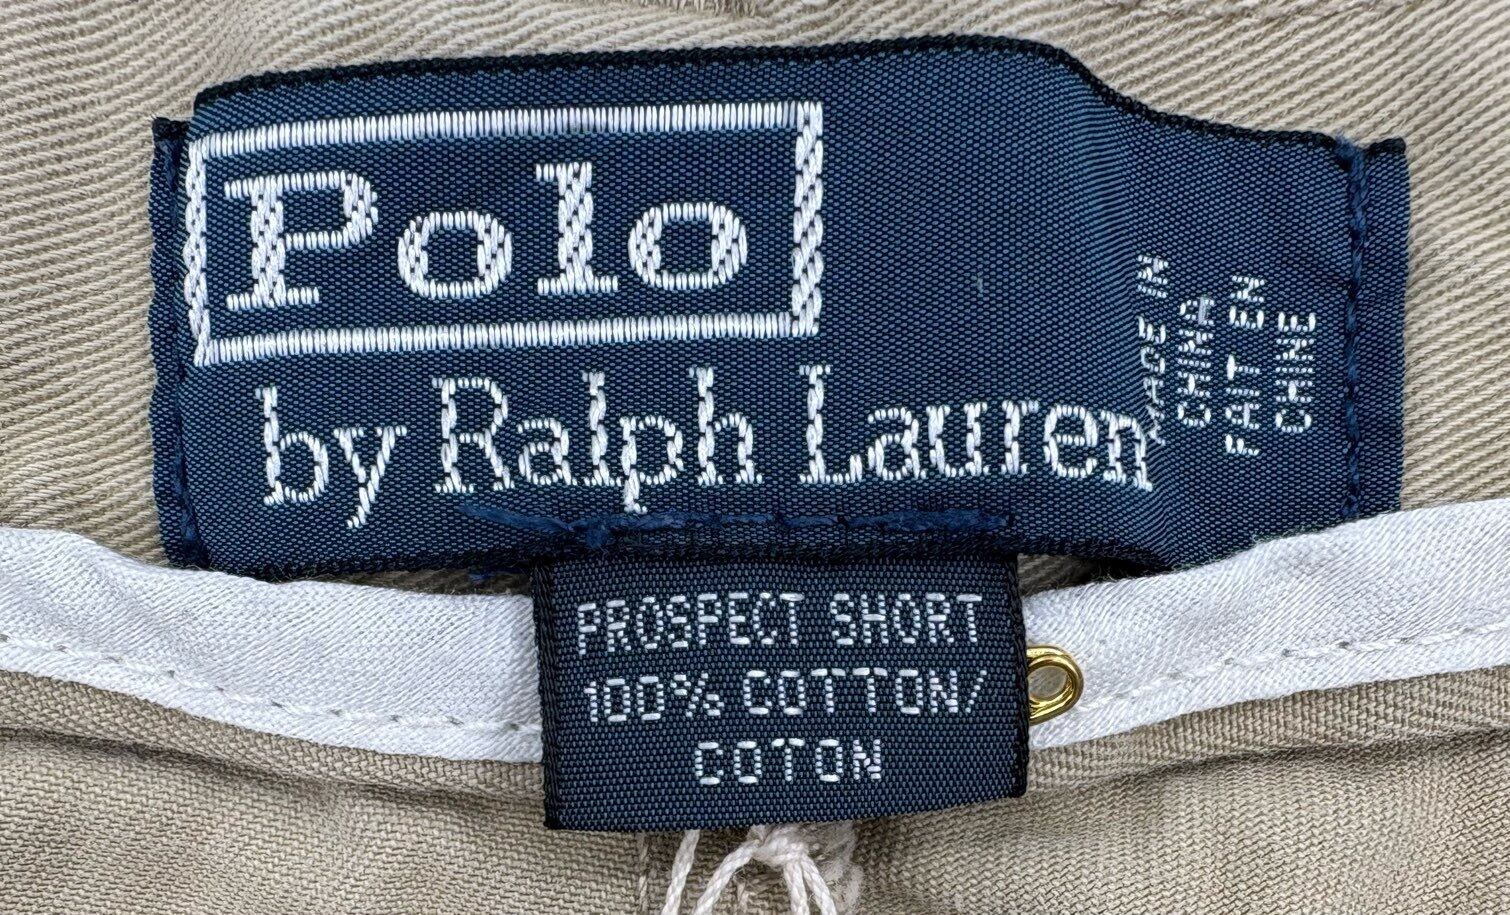 Polo
by Ralph Lauren
MADE IN
CHINA
FAIT EN
CHINE
PROSPECT SHORT
100% COTTON/
COTON